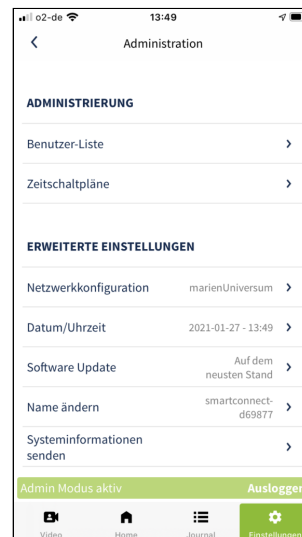 o2-de 13:49
Administration
ADMINISTRIERUNG
Benutzer-Liste
Zeitschaltpläne
ERWEITERTE EINSTELLUNGEN
Netzwerkkonfiguration marienUniversum
Datum/Uhrzeit 2021-01-27 - 13:49
Software Update Auf dem
neusten Stand
Name ändern smartconnect-
d69877
Systeminformationen
senden
Admin Modus aktiv Ausloggen
Video Home Journal Einstellungen